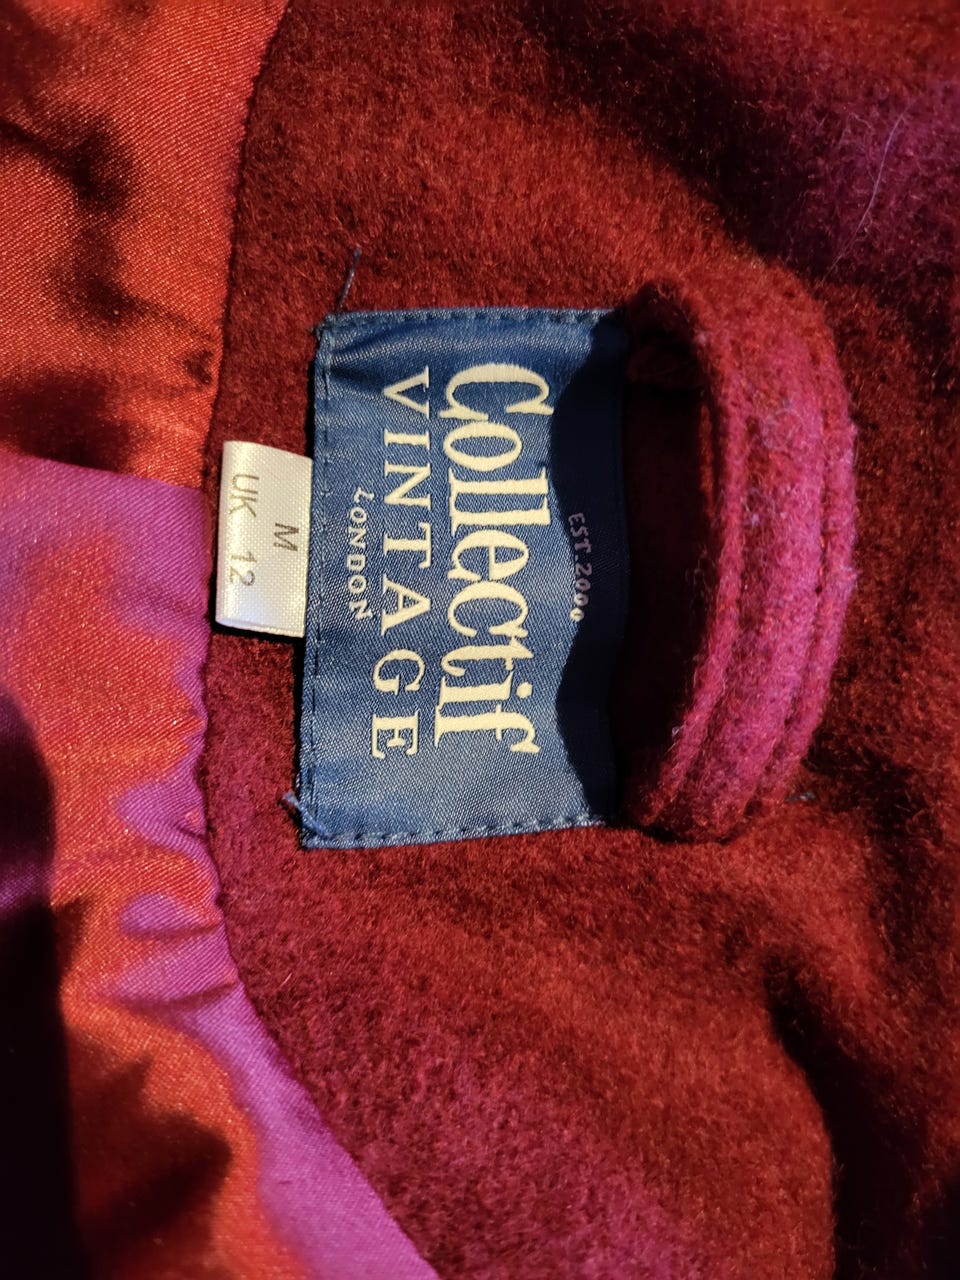 EST. 2000
Collectif
VINTAGE
LONDON
M
UK 12